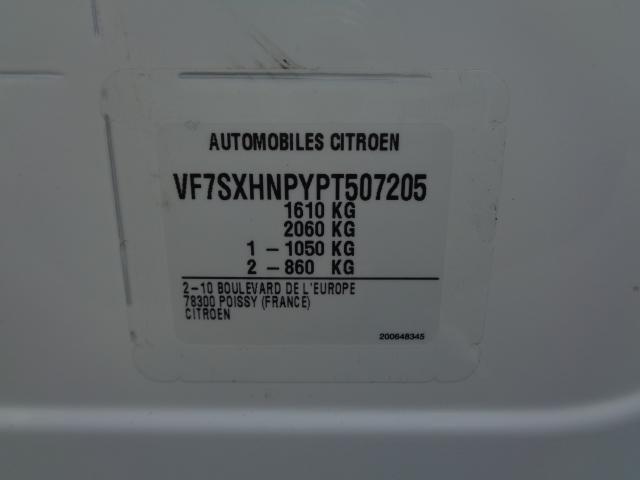 AUTOMOBILES CITROEN
VF7SXHNPYPT507205
1610 KG
2060 KG
1 - 1050 KG
2 - 860 KG
2-10 BOULEVARD DE L'EUROPE
78300 POISSY (FRANCE)
CITROEN
200648345